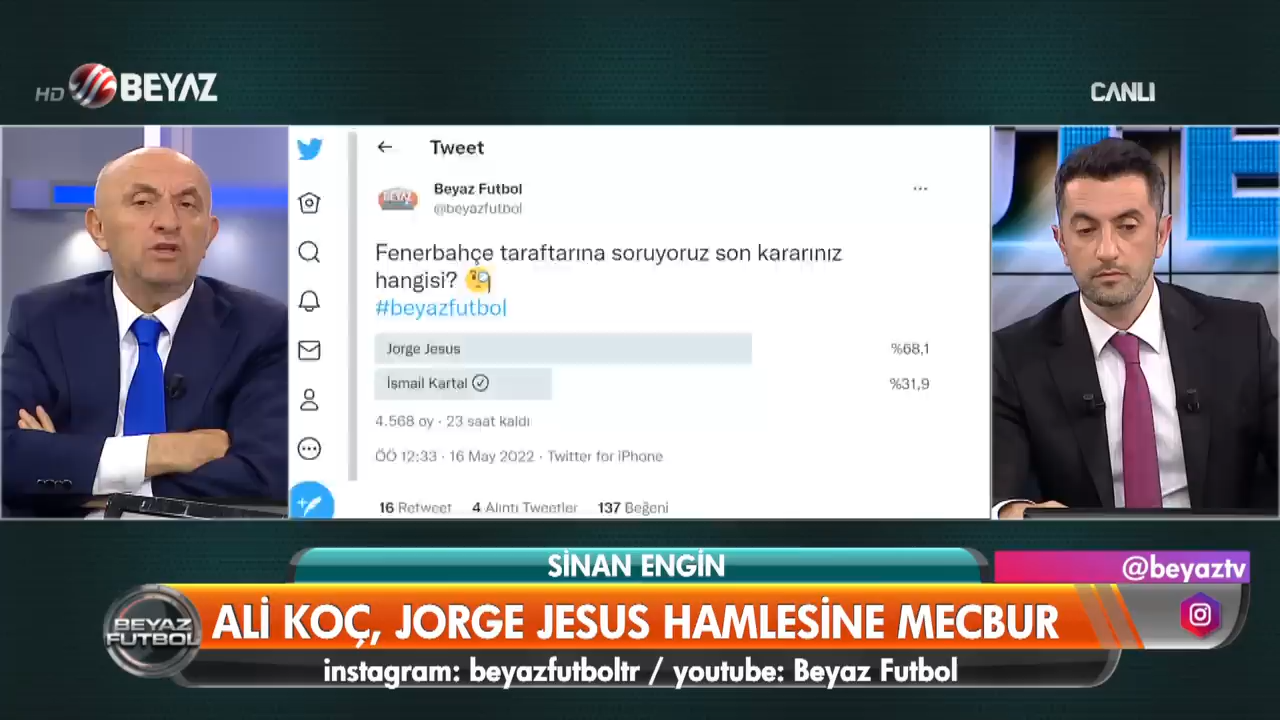 HD BEYAZ
CANLI
Tweet
Beyaz Futbol
@beyazfutbol
Fenerbahçe taraftarına soruyoruz son kararınız
hangisi? 🧐
#beyazfutbol
Jorge Jesus %68,1
İsmail Kartal %31,9
4.568 oy · 23 saat kaldı
ÖÖ 12:33 · 16 May 2022 · Twitter for iPhone
16 Retweet 4 Alıntı Tweetler 137 Beğeni
SİNAN ENGİN
@beyaztv
BEYAZ
FUTBOL
ALİ KOÇ, JORGE JESUS HAMLESİNE MECBUR
instagram: beyazfutboltr / youtube: Beyaz Futbol